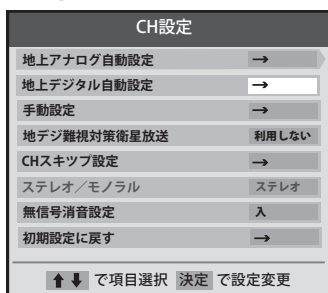 CH設定
地上アナログ自動設定 →
地上デジタル自動設定 →
手動設定 →
地デジ難視対策衛星放送 利用しない
CHスキップ設定 →
ステレオ／モノラル ステレオ
無信号消音設定 入
初期設定に戻す →
↑↓ で項目選択 決定 で設定変更